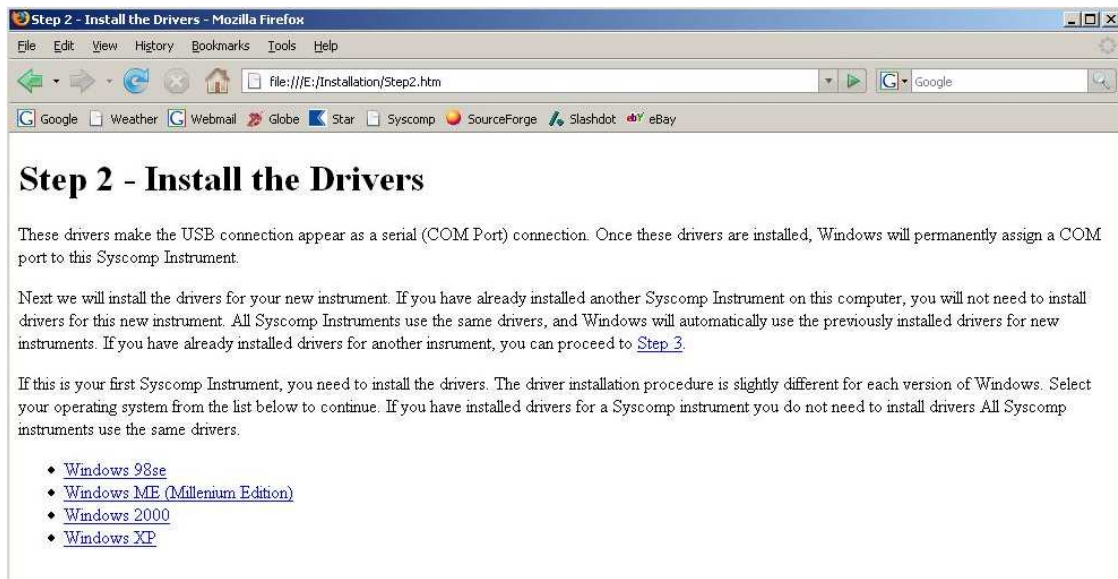 Step 2 - Install the Drivers - Mozilla Firefox
File Edit View History Bookmarks Tools Help
file:///E:/Installation/Step2.htm
G Google
G Google Weather G Webmail Globe Star Syscomp SourceForge Slashdot ebY eBay
Step 2 - Install the Drivers
These drivers make the USB connection appear as a serial (COM Port) connection. Once these drivers are installed, Windows will permanently assign a COM
port to this Syscomp Instrument.
Next we will install the drivers for your new instrument. If you have already installed another Syscomp Instrument on this computer, you will not need to install
drivers for this new instrument. All Syscomp Instruments use the same drivers, and Windows will automatically use the previously installed drivers for new
instruments. If you have already installed drivers for another insrument, you can proceed to Step 3.
If this is your first Syscomp Instrument, you need to install the drivers. The driver installation procedure is slightly different for each version of Windows. Select
your operating system from the list below to continue. If you have installed drivers for a Syscomp instrument you do not need to install drivers All Syscomp
instruments use the same drivers.
Windows 98se
Windows ME (Millenium Edition)
Windows 2000
Windows XP